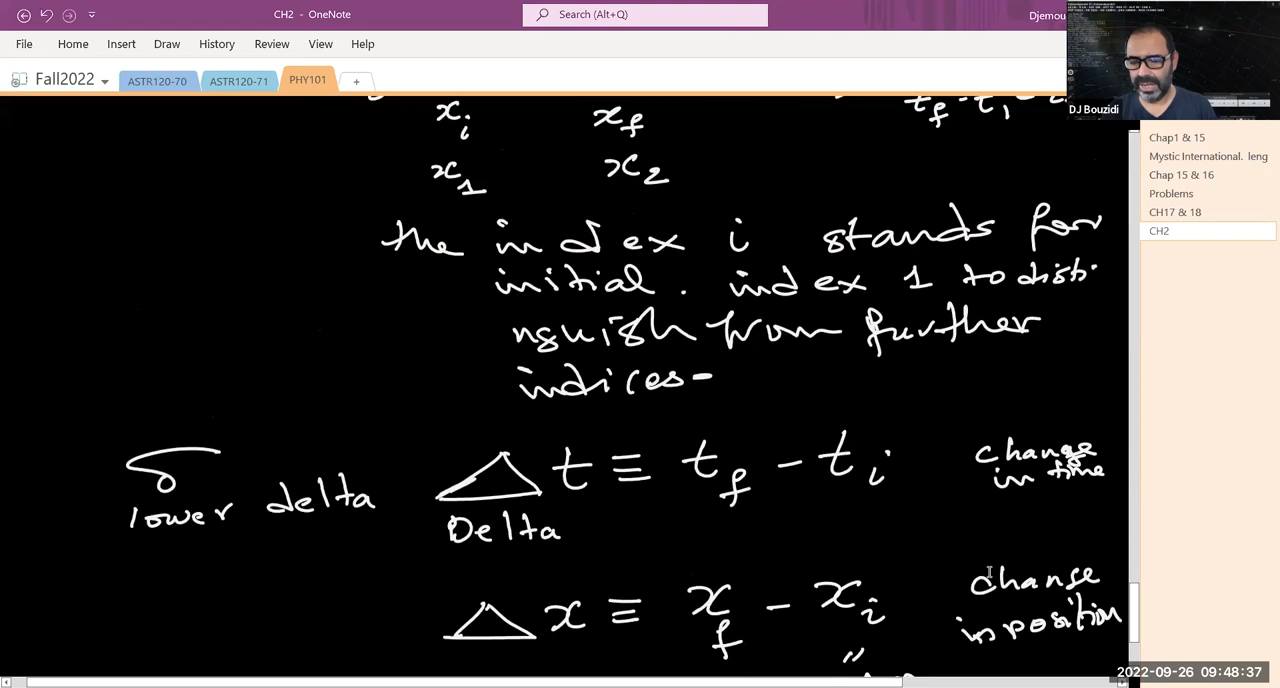 CH2 - OneNote
Search (Alt+Q)
Djemou
File Home Insert Draw History Review View Help
Fall2022
ASTR120-70
ASTR120-71
PHY101
+
DJ Bouzidi
Chap1 & 15
Mystic International. leng
Chap 15 & 16
Problems
CH17 & 18
CH2
xi xf
tf - ti
x1 x2
the index i stands for
initial. index 1 to disti
nguish from further
indices-
δ
lower delta
Δt ≡ tf - ti
change
in time
Delta
Δx ≡ xf - xi
change
in position
"
2022-09-26 09:48:37